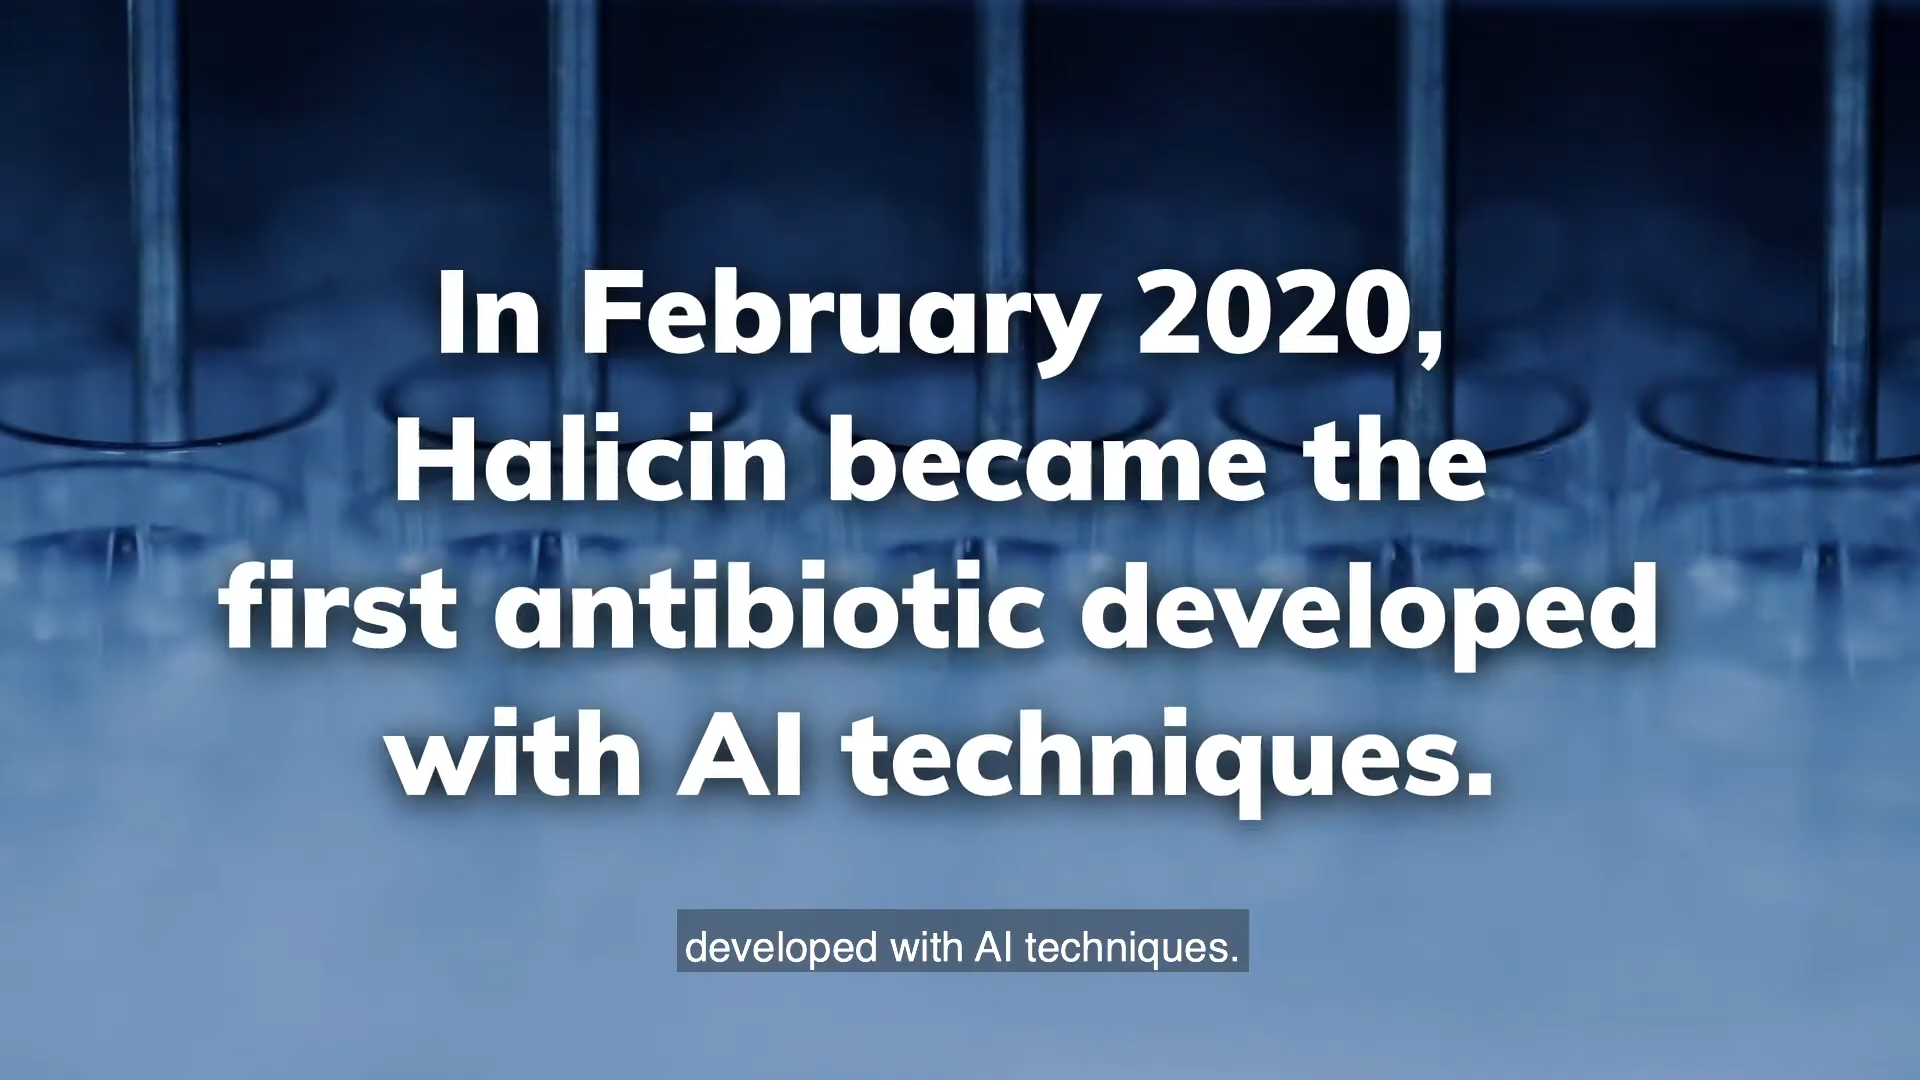 In February 2020,
Halicin became the
first antibiotic developed
with AI techniques.
developed with AI techniques.